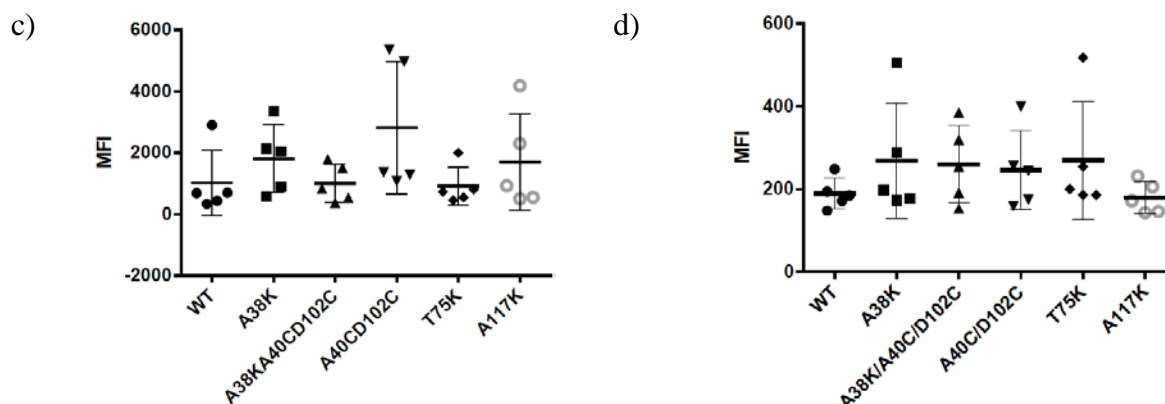 c)
MFI
6000
4000
2000
0
-2000
WT
A38K
A38KA40CD102C
A40CD102C
T75K
A117K
d)
MFI
600
400
200
0
WT
A38K
A38K/A40C/D102C
A40C/D102C
T75K
A117K